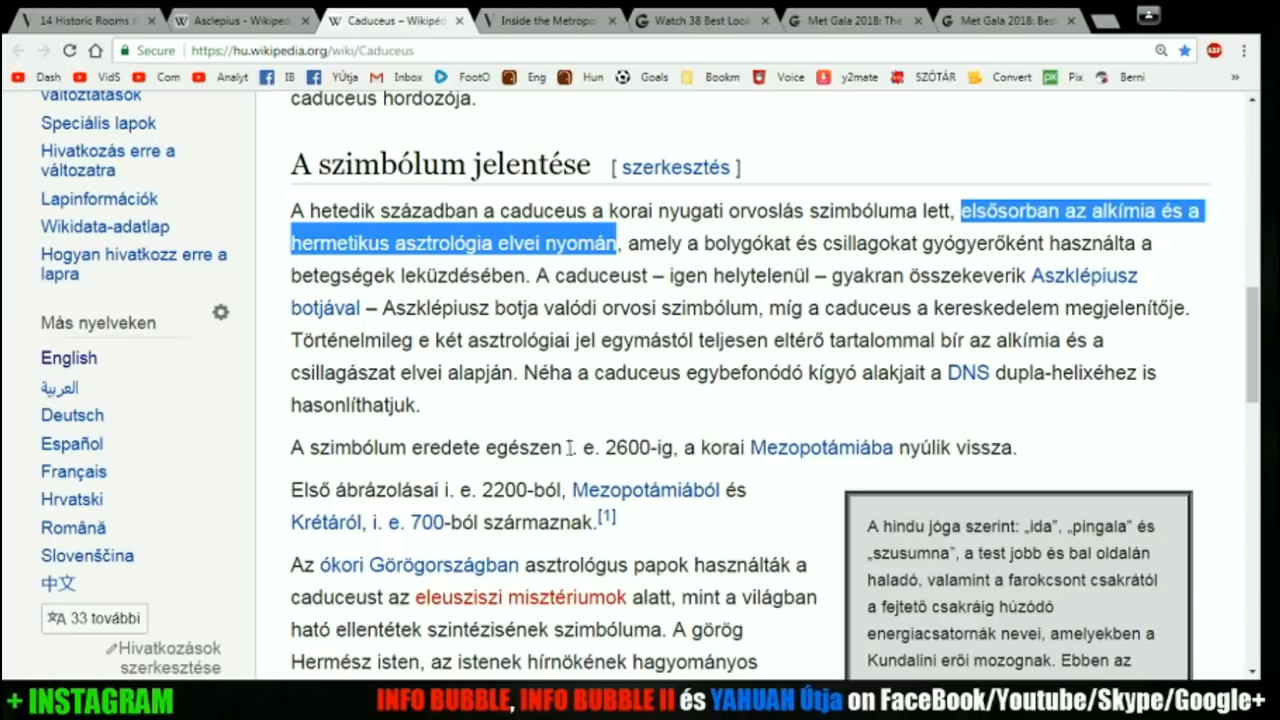 14 Historic Rooms
Asclepius - Wikiped
Caduceus – Wikipéd
Inside the Metropol
Watch 38 Best Look
Met Gala 2018: The
Met Gala 2018: Best
Secure
https://hu.wikipedia.org/wiki/Caduceus
Dash VidS Com Analyt IB YÚtja Inbox FootO Eng Hun Goals Bookm Voice y2mate SZÓTÁR Convert Pix Berni »
változtatások
Speciális lapok
Hivatkozás erre a
változatra
Lapinformációk
Wikidata-adatlap
Hogyan hivatkozz erre a
lapra
Más nyelveken
English
العربية
Deutsch
Español
Français
Hrvatski
Română
Slovenščina
中文
33 további
Hivatkozások
szerkesztése
caduceus hordozója.
A szimbólum jelentése [ szerkesztés ]
A hetedik században a caduceus a korai nyugati orvoslás szimbóluma lett, elsősorban az alkímia és a
hermetikus asztrológia elvei nyomán, amely a bolygókat és csillagokat gyógyerőként használta a
betegségek leküzdésében. A caduceust – igen helytelenül – gyakran összekeverik Aszklépiusz
botjával – Aszklépiusz botja valódi orvosi szimbólum, míg a caduceus a kereskedelem megjelenítője.
Történelmileg e két asztrológiai jel egymástól teljesen eltérő tartalommal bír az alkímia és a
csillagászat elvei alapján. Néha a caduceus egybefonódó kígyó alakjait a DNS dupla-helixéhez is
hasonlíthatjuk.
A szimbólum eredete egészen i. e. 2600-ig, a korai Mezopotámiába nyúlik vissza.
Első ábrázolásai i. e. 2200-ból, Mezopotámiából és
Krétáról, i. e. 700-ból származnak.[1]
Az ókori Görögországban asztrológus papok használták a
caduceust az eleusziszi misztériumok alatt, mint a világban
ható ellentétek szintézisének szimbóluma. A görög
Hermész isten, az istenek hírnökének hagyományos
A hindu jóga szerint: „ida”, „pingala” és
„szusumna”, a test jobb és bal oldalán
haladó, valamint a farokcsont csakrától
a fejtető csakráig húzódó
energiacsatornák nevei, amelyekben a
Kundalini erői mozognak. Ebben az
+ INSTAGRAM
INFO BUBBLE, INFO BUBBLE II és YAHUAH Útja on FaceBook/Youtube/Skype/Google+